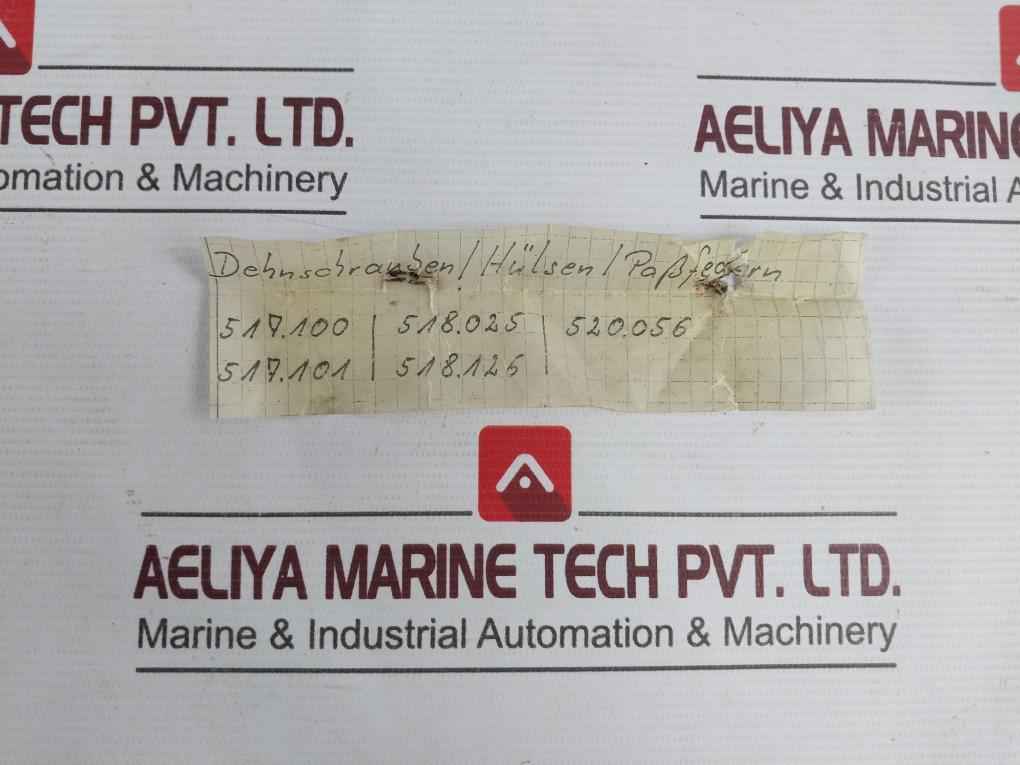 TECH PVT. LTD.
omation & Machinery
AELIYA MARINE
Marine & Industrial A
Dehnschrauben/Hülsen/Paßfedern
517.100 | 518.025 | 520.056
517.101 | 518.126
AELIYA MARINE TECH PVT. LTD.
Marine & Industrial Automation & Machinery